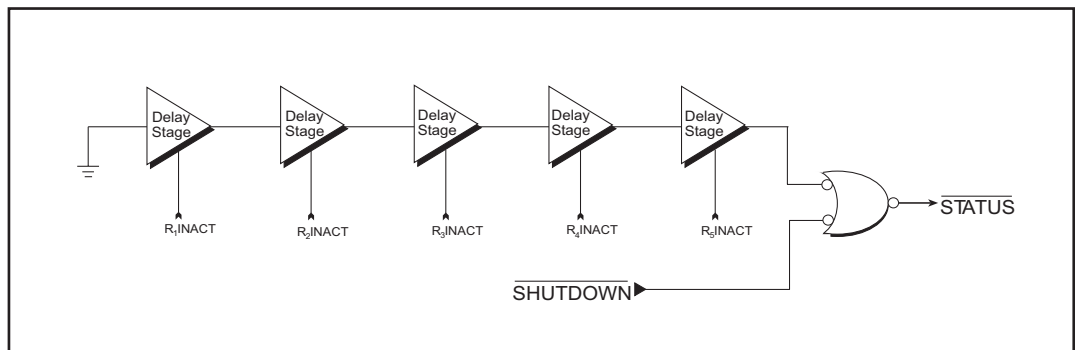 Delay
Stage
Delay
Stage
Delay
Stage
Delay
Stage
Delay
Stage
R₁INACT
R₂INACT
R₃INACT
R₄INACT
R₅INACT
STATUS
SHUTDOWN